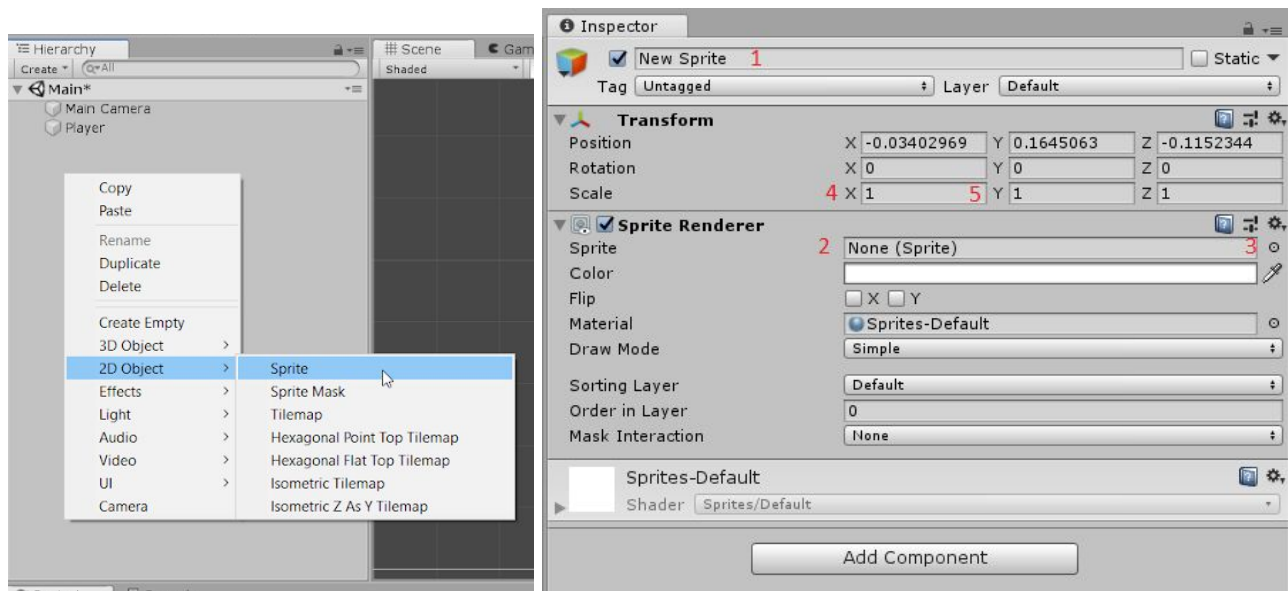 Hierarchy
Create
All
Main*
Main Camera
Player
Copy
Paste
Rename
Duplicate
Delete
Create Empty
3D Object
2D Object
Effects
Light
Audio
Video
UI
Camera
Sprite
Sprite Mask
Tilemap
Hexagonal Point Top Tilemap
Hexagonal Flat Top Tilemap
Isometric Tilemap
Isometric Z As Y Tilemap
Scene Gam
Shaded
Inspector
New Sprite 1 Static
Tag Untagged Layer Default
Transform
Position X -0.03402969 Y 0.1645063 Z -0.1152344
Rotation X 0 Y 0 Z 0
Scale 4 X 1 5 Y 1 Z 1
Sprite Renderer
Sprite 2 None (Sprite) 3
Color
Flip X Y
Material Sprites-Default
Draw Mode Simple
Sorting Layer Default
Order in Layer 0
Mask Interaction None
Sprites-Default
Shader Sprites/Default
Add Component